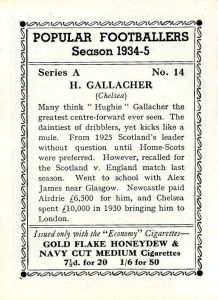 POPULAR FOOTBALLERS
Season 1934-5
Series A No. 14
H. GALLACHER
(Chelsea)
Many think "Hughie" Gallacher the
greatest centre-forward ever seen. The
daintiest of dribblers, yet kicks like a
mule. From 1925 Scotland's leader
without question until Home-Scots
were preferred. However, recalled for
the Scotland v. England match last
season. Went to school with Alex
James near Glasgow. Newcastle paid
Airdrie £6,500 for him, and Chelsea
spent £10,000 in 1930 bringing him to
London.
Issued only with the "Economy" Cigarettes—
GOLD FLAKE HONEYDEW &
NAVY CUT MEDIUM Cigarettes
7½d. for 20 1/6 for 50